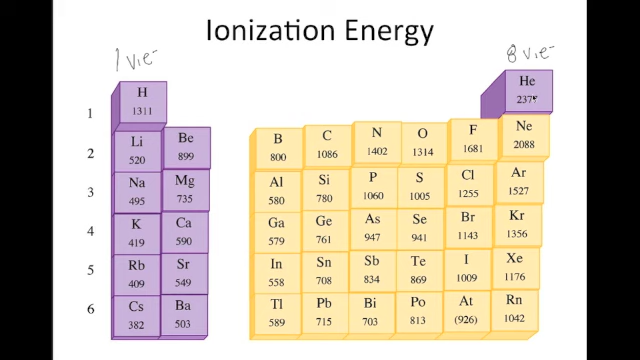 Ionization Energy
1 v.e⁻
8 v.e⁻
H
1311
He
1
Li
520
Be
899
B
800
C
1086
N
1402
O
1314
F
1681
Ne
2088
2
Na
495
Mg
735
Al
580
Si
780
P
1060
S
1005
Cl
1255
Ar
1527
3
K
419
Ca
590
Ga
579
Ge
761
As
947
Se
941
Br
1143
Kr
1356
4
Rb
409
Sr
549
In
558
Sn
708
Sb
834
Te
869
I
1009
Xe
1176
5
Cs
382
Ba
503
Tl
589
Pb
715
Bi
703
Po
813
At
(926)
Rn
1042
6